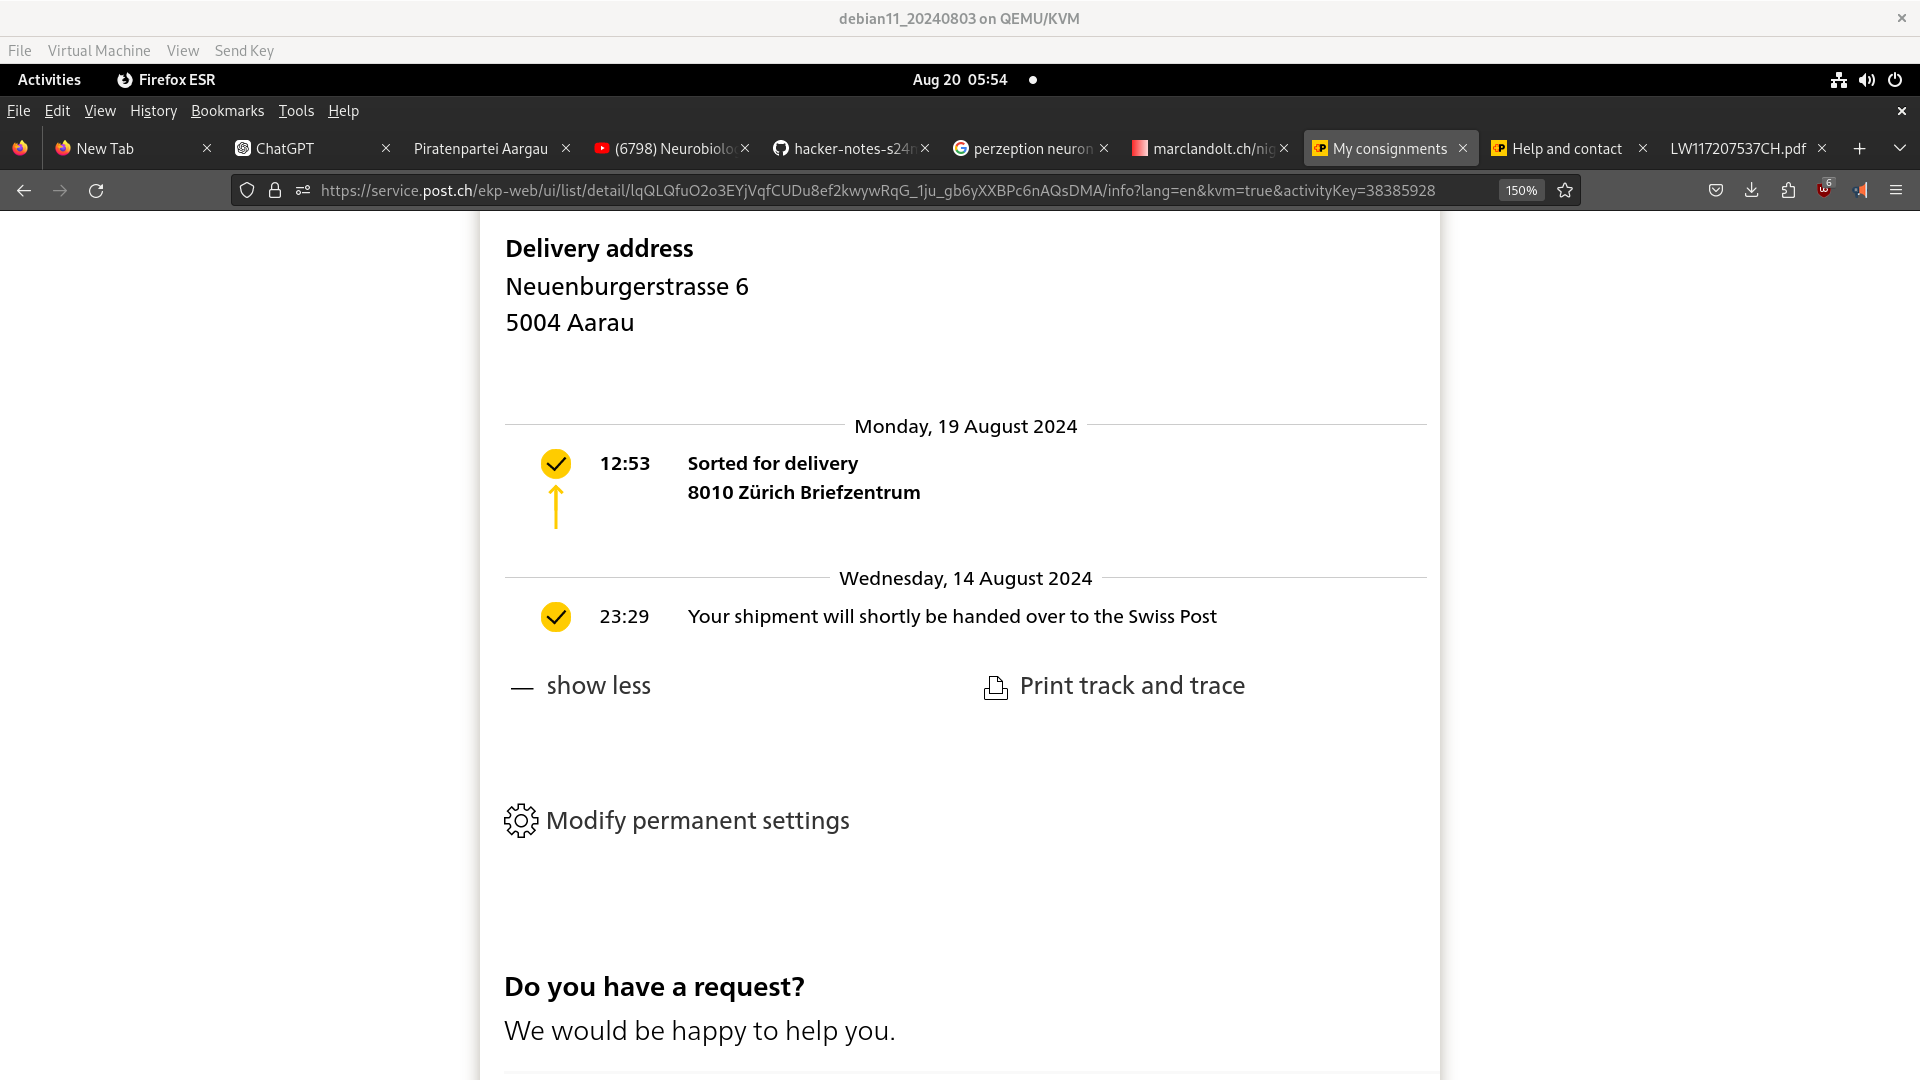 debian11_20240803 on QEMU/KVM
File Virtual Machine View Send Key
Activities Firefox ESR Aug 20 05:54
File Edit View History Bookmarks Tools Help
New Tab ChatGPT Piratenpartei Aargau (6798) Neurobiolo hacker-notes-s24 perzeption neuron marclandolt.ch/nig My consignments Help and contact LW117207537CH.pdf
https://service.post.ch/ekp-web/ui/list/detail/lqQLQfuO2o3EYjVqfCUDu8ef2kwywRqG_1ju_gb6yXXBPc6nAQsDMA/info?lang=en&kvm=true&activityKey=38385928 150% 6
Delivery address
Neuenburgerstrasse 6
5004 Aarau
Monday, 19 August 2024
12:53 Sorted for delivery
8010 Zürich Briefzentrum
Wednesday, 14 August 2024
23:29 Your shipment will shortly be handed over to the Swiss Post
show less Print track and trace
Modify permanent settings
Do you have a request?
We would be happy to help you.